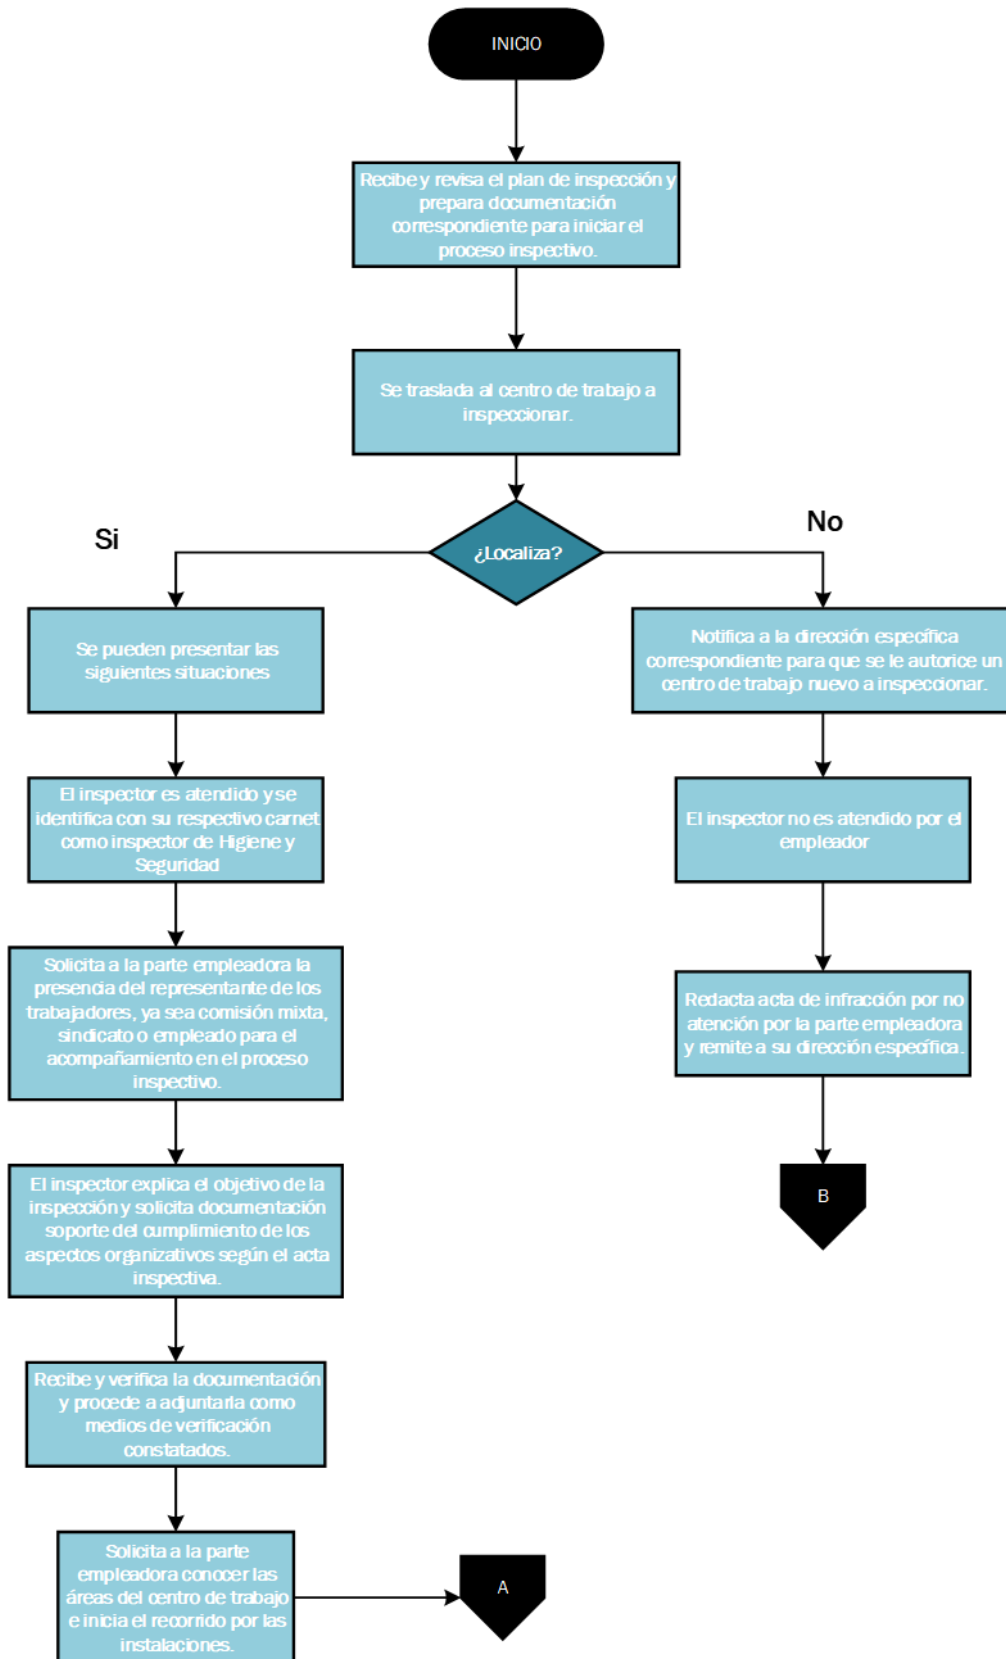 INICIO
Recibe y revisa el plan de inspección y
prepara documentación
correspondiente para iniciar el
proceso inspectivo.
Se traslada al centro de trabajo a
inspeccionar.
¿Localiza?
Si
No
Se pueden presentar las
siguientes situaciones
El inspector es atendido y se
identifica con su respectivo carnet
como inspector de Higiene y
Seguridad
Solicita a la parte empleadora la
presencia del representante de los
trabajadores, ya sea comisión mixta,
sindicato o empleado para el
acompañamiento en el proceso
inspectivo.
El inspector explica el objetivo de la
inspección y solicita documentación
soporte del cumplimiento de los
aspectos organizativos según el acta
inspectiva.
Recibe y verifica la documentación
y procede a adjuntarla como
medios de verificación
constatados.
Solicita a la parte
empleadora conocer las
áreas del centro de trabajo
e inicia el recorrido por las
instalaciones.
A
Notifica a la dirección específica
correspondiente para que se le autorice un
centro de trabajo nuevo a inspeccionar.
El inspector no es atendido por el
empleador
Redacta acta de infracción por no
atención por la parte empleadora
y remite a su dirección específica.
B